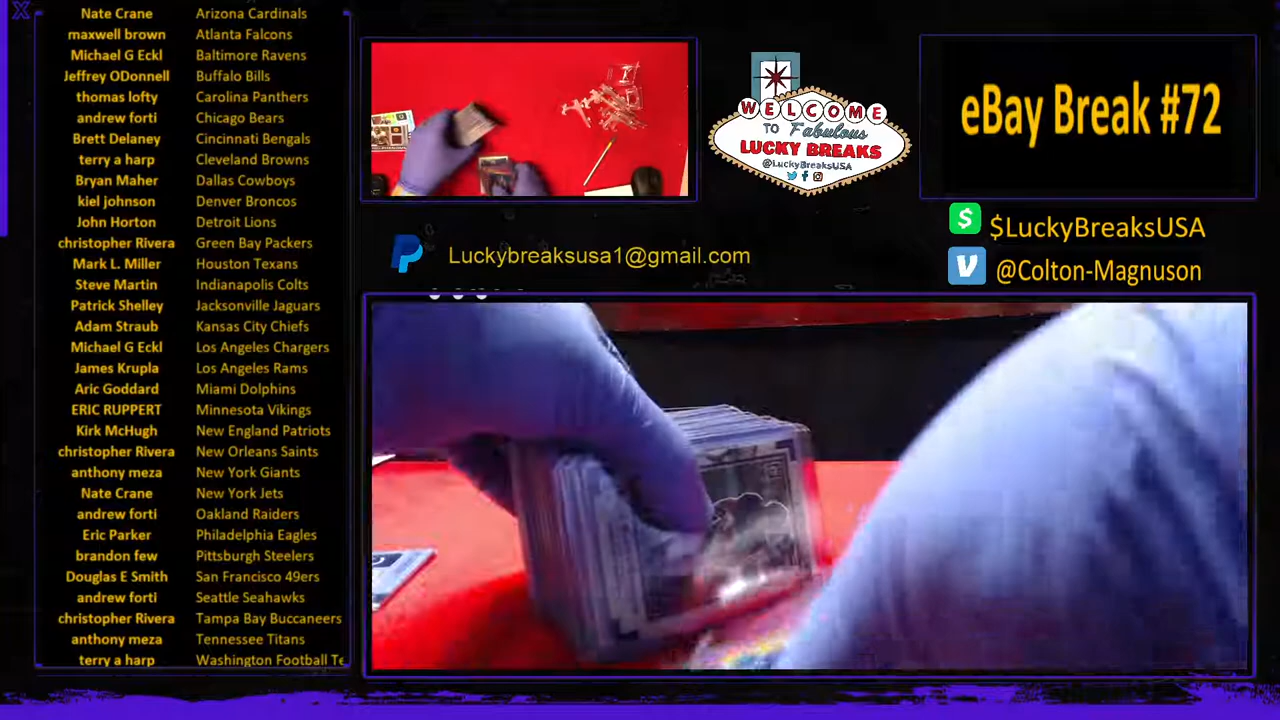 Nate Crane Arizona Cardinals
maxwell brown Atlanta Falcons
Michael G Eckl Baltimore Ravens
Jeffrey ODonnell Buffalo Bills
thomas lofty Carolina Panthers
andrew forti Chicago Bears
Brett Delaney Cincinnati Bengals
terry a harp Cleveland Browns
Bryan Maher Dallas Cowboys
kiel johnson Denver Broncos
John Horton Detroit Lions
christopher Rivera Green Bay Packers
Mark L. Miller Houston Texans
Steve Martin Indianapolis Colts
Patrick Shelley Jacksonville Jaguars
Adam Straub Kansas City Chiefs
Michael G Eckl Los Angeles Chargers
James Krupla Los Angeles Rams
Aric Goddard Miami Dolphins
ERIC RUPPERT Minnesota Vikings
Kirk McHugh New England Patriots
christopher Rivera New Orleans Saints
anthony meza New York Giants
Nate Crane New York Jets
andrew forti Oakland Raiders
Eric Parker Philadelphia Eagles
brandon few Pittsburgh Steelers
Douglas E Smith San Francisco 49ers
andrew forti Seattle Seahawks
christopher Rivera Tampa Bay Buccaneers
anthony meza Tennessee Titans
terry a harp Washington Football Te
WELCOME
TO Fabulous
LUCKY BREAKS
@LuckyBreaksUSA
eBay Break #72
$LuckyBreaksUSA
@Colton-Magnuson
Luckybreaksusa1@gmail.com